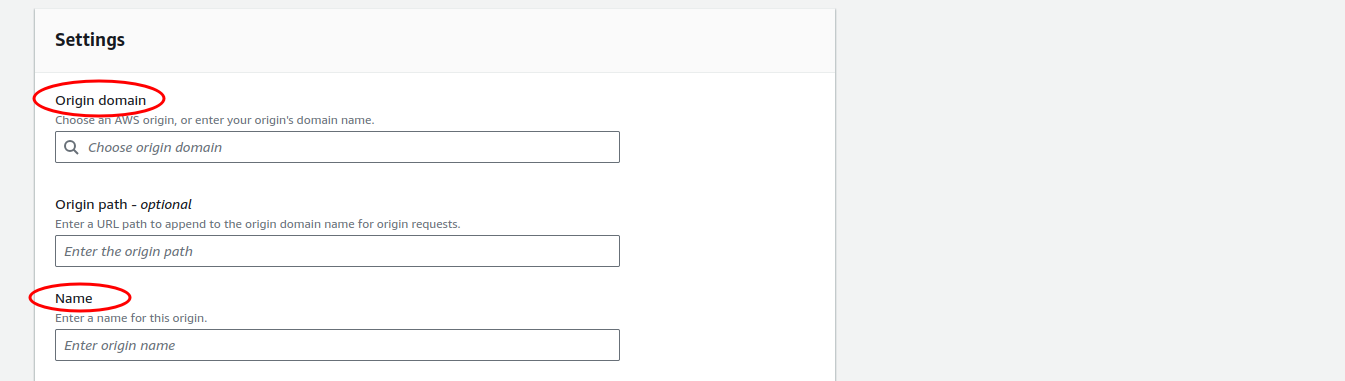 Settings
Origin domain
Choose an AWS origin, or enter your origin's domain name.
Choose origin domain
Origin path - optional
Enter a URL path to append to the origin domain name for origin requests.
Enter the origin path
Name
Enter a name for this origin.
Enter origin name